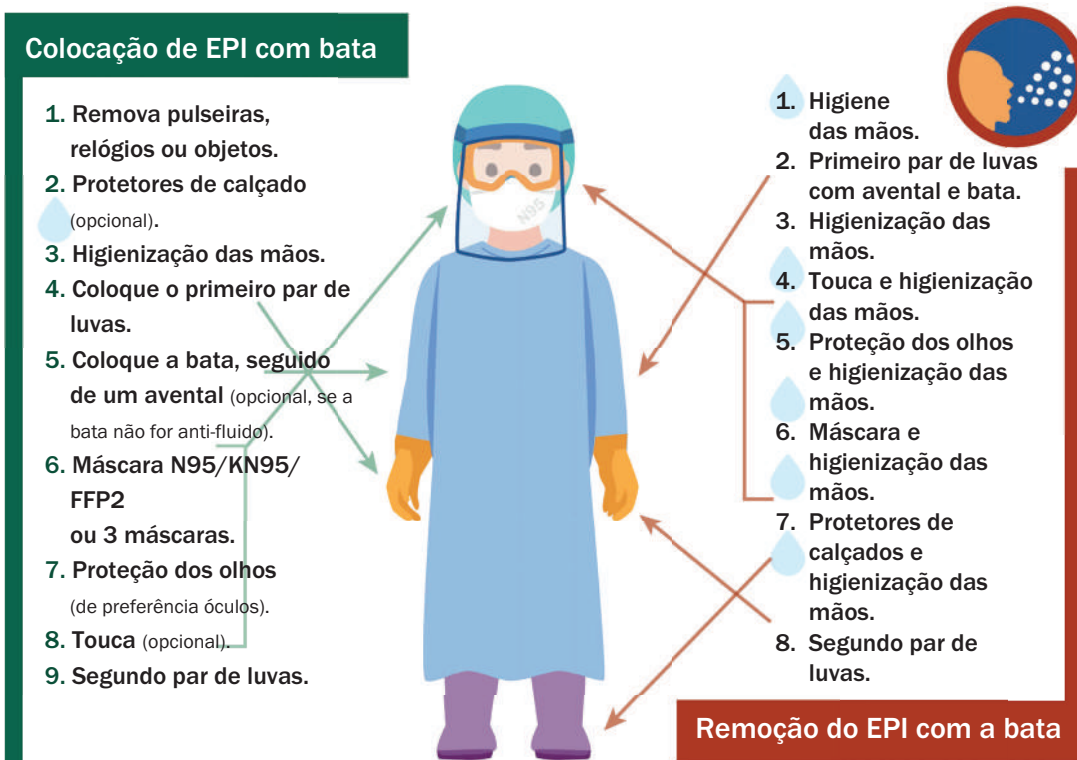 Colocação de EPI com bata
1. Remova pulseiras,
relógios ou objetos.
2. Protetores de calçado
(opcional).
3. Higienização das mãos.
4. Coloque o primeiro par de
luvas.
5. Coloque a bata, seguido
de um avental (opcional, se a
bata não for anti-fluido).
6. Máscara N95/KN95/
FFP2
ou 3 máscaras.
7. Proteção dos olhos
(de preferência óculos).
8. Touca (opcional).
9. Segundo par de luvas.
N95
1. Higiene
das mãos.
2. Primeiro par de luvas
com avental e bata.
3. Higienização das
mãos.
4. Touca e higienização
das mãos.
5. Proteção dos olhos
e higienização das
mãos.
6. Máscara e
higienização das
mãos.
7. Protetores de
calçados e
higienização das
mãos.
8. Segundo par de
luvas.
Remoção do EPI com a bata